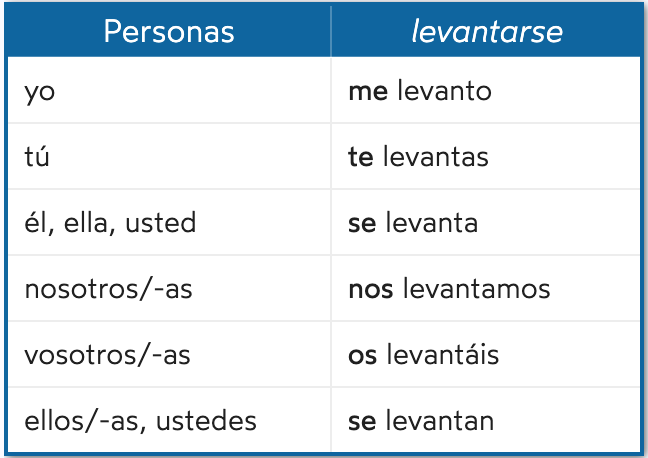 Personas levantarse
yo me levanto
tú te levantas
él, ella, usted se levanta
nosotros/-as nos levantamos
vosotros/-as os levantáis
ellos/-as, ustedes se levantan